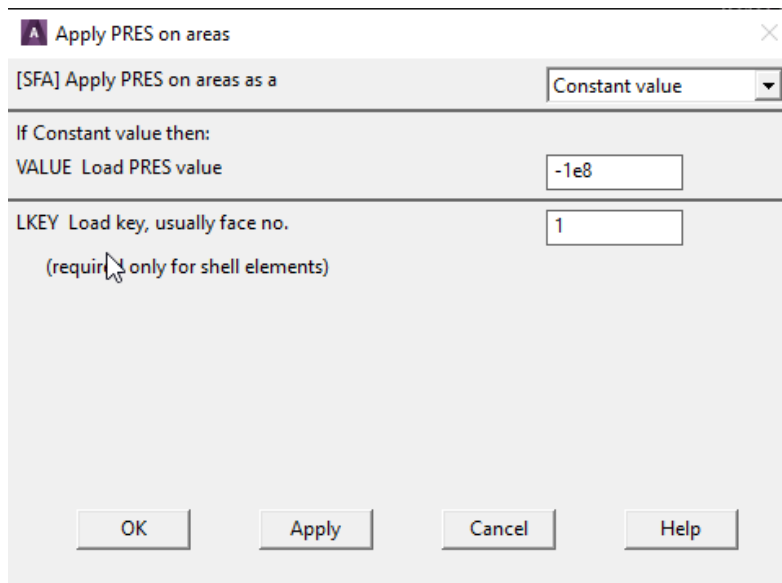 Apply PRES on areas
[SFA] Apply PRES on areas as a
Constant value
If Constant value then:
VALUE Load PRES value
-1e8
LKEY Load key, usually face no.
1
(required only for shell elements)
OK
Apply
Cancel
Help